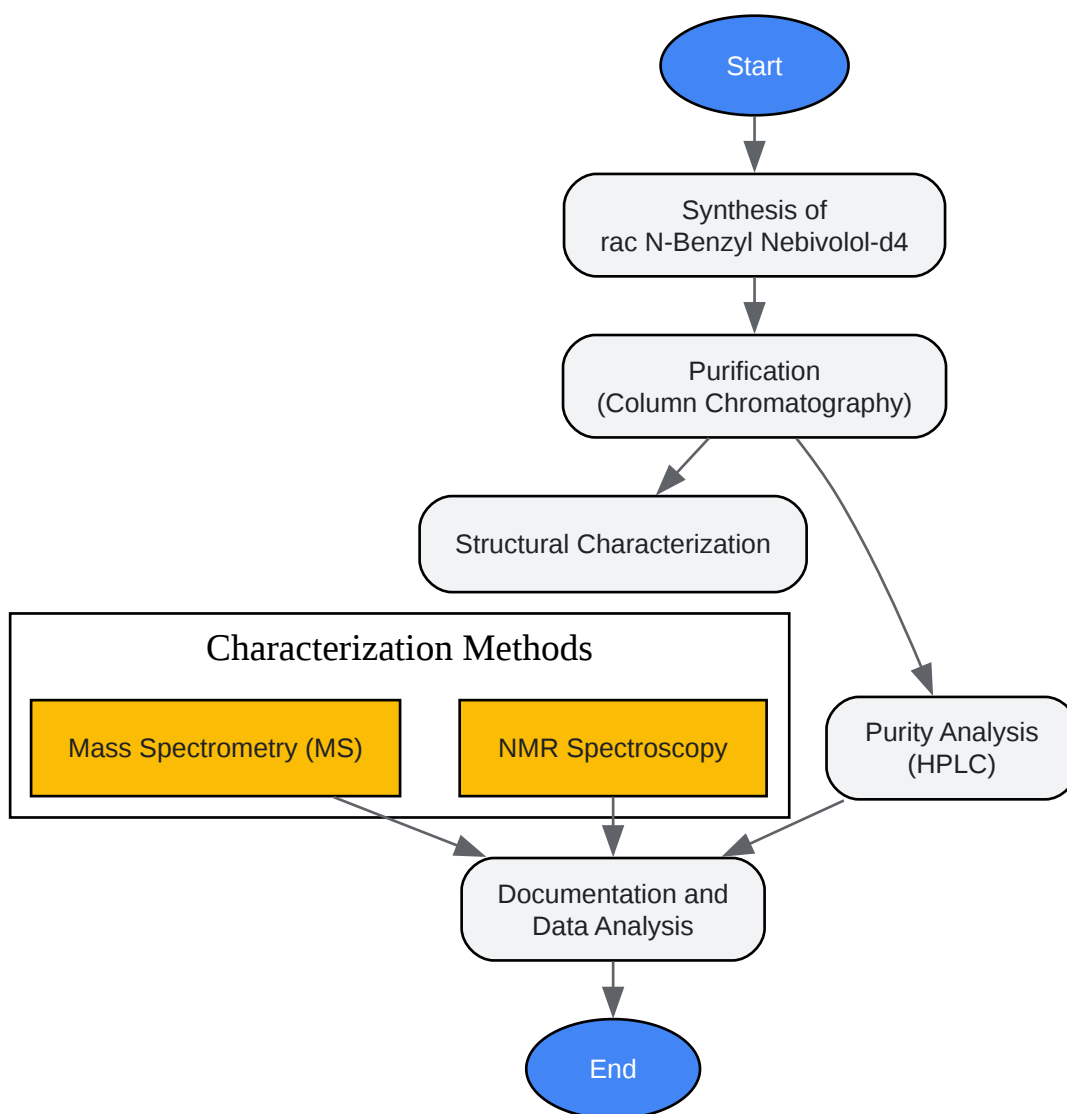 Start
Synthesis of
rac N-Benzyl Nebivolol-d4
Purification
(Column Chromatography)
Structural Characterization
Characterization Methods
Mass Spectrometry (MS)
NMR Spectroscopy
Purity Analysis
(HPLC)
Documentation and
Data Analysis
End